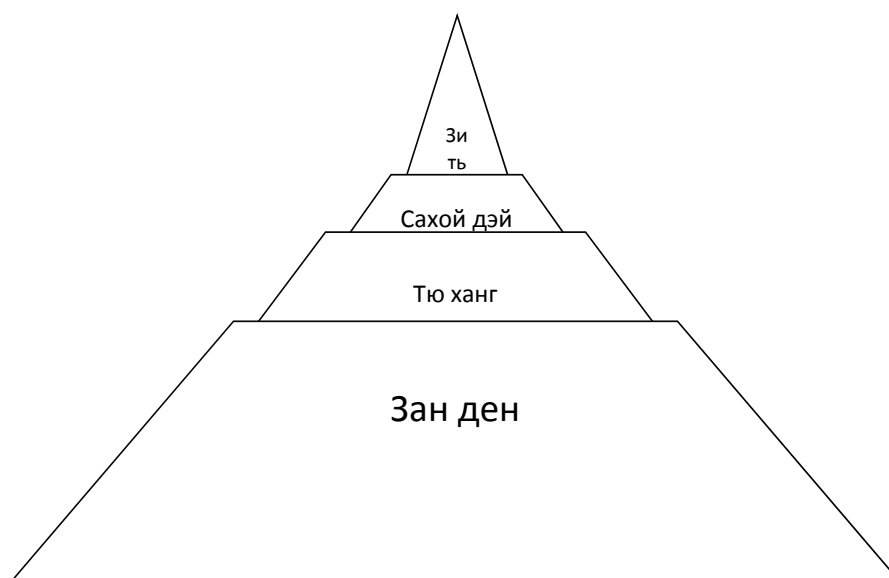 Зи
ть
Сахой дэй
Тю ханг
Зан ден